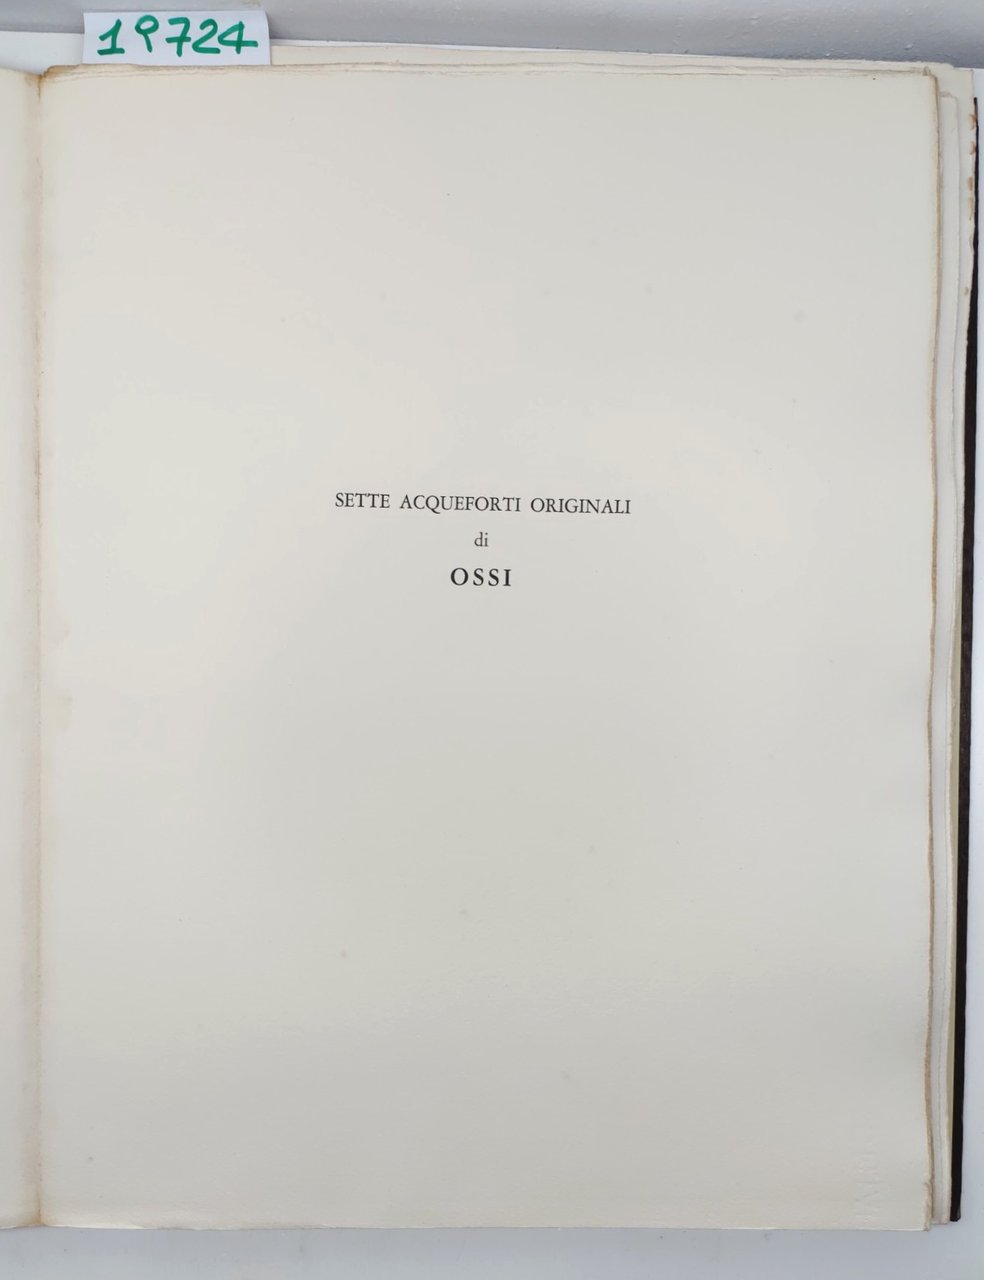 19724
SETTE ACQUEFORTI ORIGINALI
di
OSSI